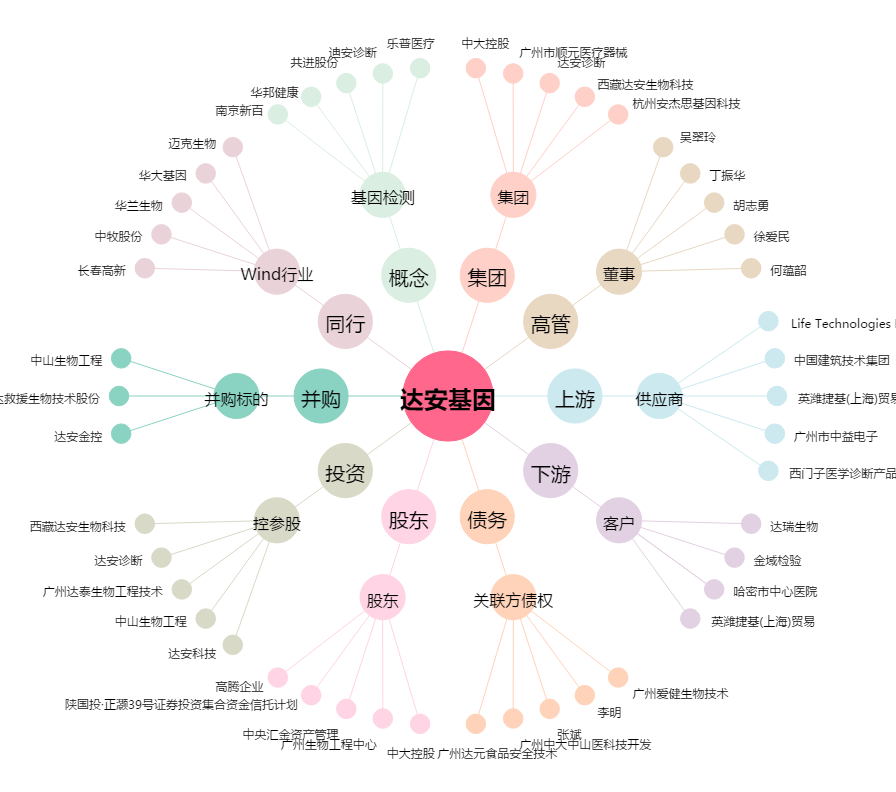 乐普医疗
中大控股
迪安诊断
广州市顺元医疗器械
共进股份
达安诊断
华邦健康
西藏达安生物科技
南京新百
杭州安杰思基因科技
迈克生物
吴翠玲
华大基因
丁振华
基因检测
集团
华兰生物
胡志勇
中牧股份
徐爱民
长春高新
Wind行业
概念
集团
董事
何蕴韶
同行
高管
Life Technologies
中山生物工程
中国建筑技术集团
达救援生物技术股份
并购标的
并购
达安基因
上游
供应商
英潍捷基(上海)贸易
达安金控
广州市中益电子
投资
下游
西门子医学诊断产品
西藏达安生物科技
控参股
股东
债务
客户
达瑞生物
达安诊断
金域检验
广州达泰生物工程技术
哈密市中心医院
股东
关联方债权
中山生物工程
英潍捷基(上海)贸易
达安科技
高腾企业
广州爱健生物技术
陕国投·正灏39号证券投资集合资金信托计划
李明
中央汇金资产管理
张斌
广州生物工程中心
广州中大中山医科技开发
中大控股
广州达元食品安全技术